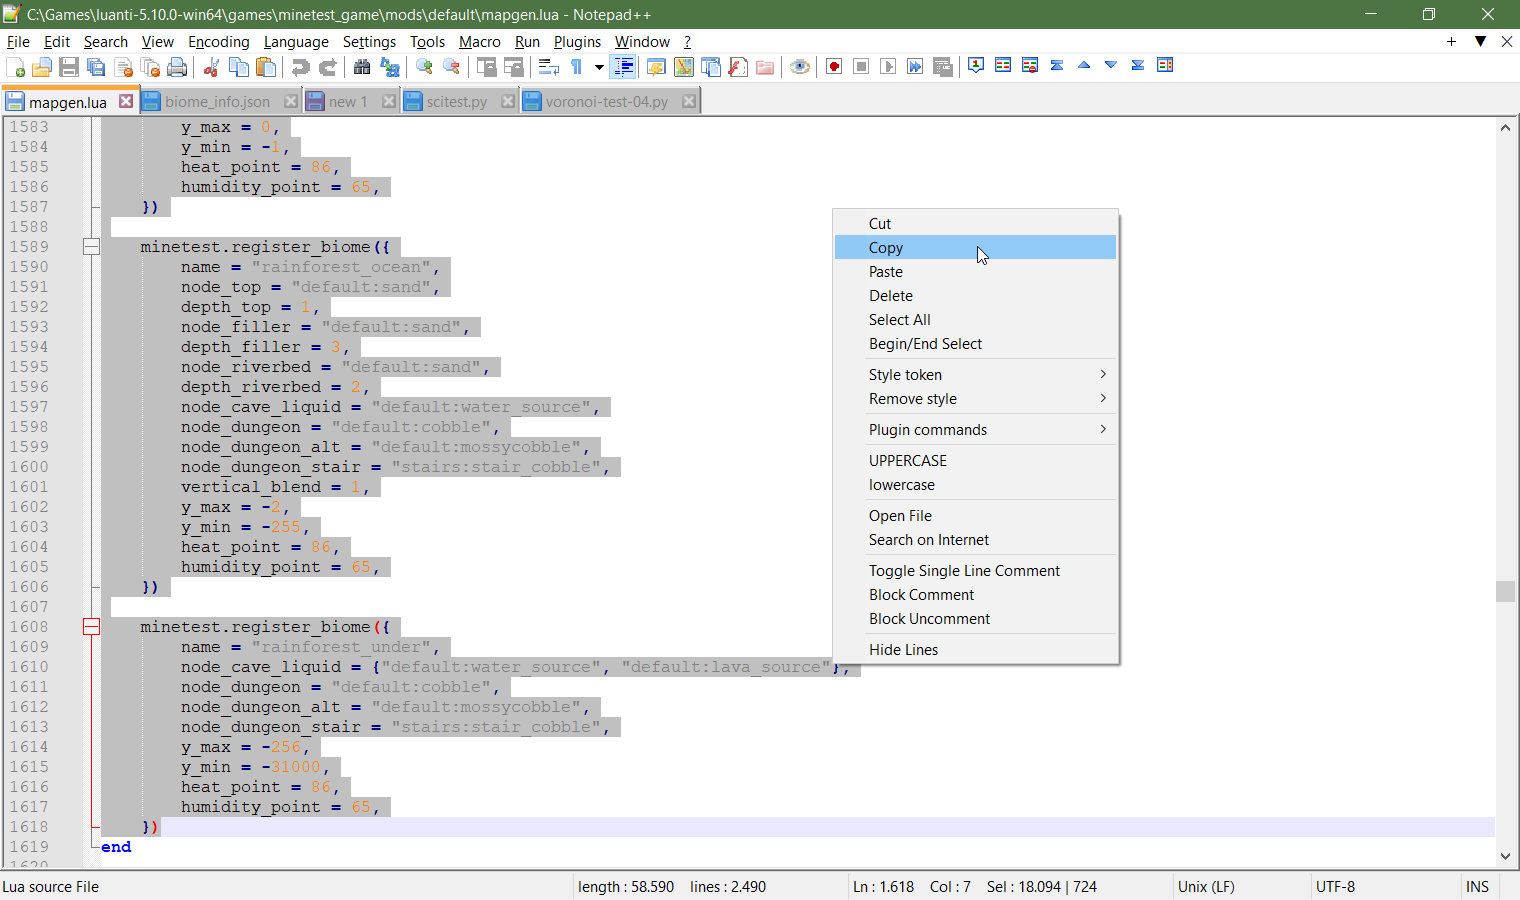 C:\Games\luanti-5.10.0-win64\games\minetest_game\mods\default\mapgen.lua - Notepad++
File Edit Search View Encoding Language Settings Tools Macro Run Plugins Window ?
mapgen.lua biome_info.json new 1 scitest.py voronoi-test-04.py
1583 y_max = 0,
1584 y_min = -1,
1585 heat_point = 86,
1586 humidity_point = 65,
1587 })
1588
1589 minetest.register_biome({
1590 name = "rainforest_ocean",
1591 node_top = "default:sand",
1592 depth_top = 1,
1593 node_filler = "default:sand",
1594 depth_filler = 3,
1595 node_riverbed = "default:sand",
1596 depth_riverbed = 2,
1597 node_cave_liquid = "default:water_source",
1598 node_dungeon = "default:cobble",
1599 node_dungeon_alt = "default:mossycobble",
1600 node_dungeon_stair = "stairs:stair_cobble",
1601 vertical_blend = 1,
1602 y_max = -2,
1603 y_min = -255,
1604 heat_point = 86,
1605 humidity_point = 65,
1606 })
1607
1608 minetest.register_biome({
1609 name = "rainforest_under",
1610 node_cave_liquid = {"default:water_source", "default:lava_source"},
1611 node_dungeon = "default:cobble",
1612 node_dungeon_alt = "default:mossycobble",
1613 node_dungeon_stair = "stairs:stair_cobble",
1614 y_max = -256,
1615 y_min = -31000,
1616 heat_point = 86,
1617 humidity_point = 65,
1618 })
1619 end
1620
Cut
Copy
Paste
Delete
Select All
Begin/End Select
Style token
Remove style
Plugin commands
UPPERCASE
lowercase
Open File
Search on Internet
Toggle Single Line Comment
Block Comment
Block Uncomment
Hide Lines
Lua source File length : 58.590 lines : 2.490 Ln : 1.618 Col : 7 Sel : 18.094 | 724 Unix (LF) UTF-8 INS